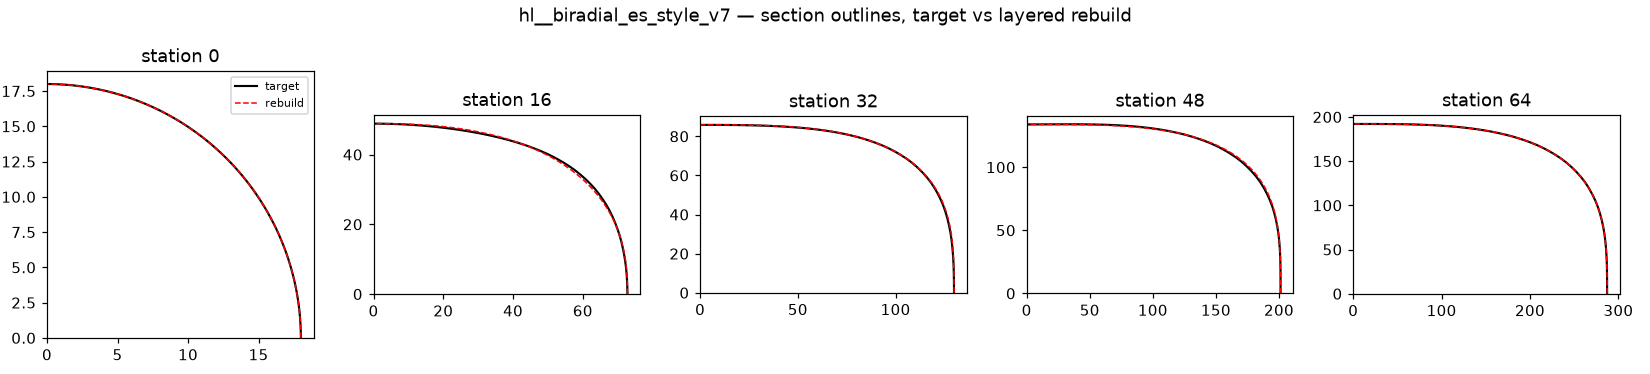 hl__biradial_es_style_v7 — section outlines, target vs layered rebuild
station 0
target
rebuild
17.5
15.0
12.5
10.0
7.5
5.0
2.5
0.0
0 5 10 15
station 16
40
20
0
0 20 40 60
station 32
80
60
40
20
0
0 50 100
station 48
100
50
0
0 50 100 150 200
station 64
200
150
100
50
0
0 100 200 300